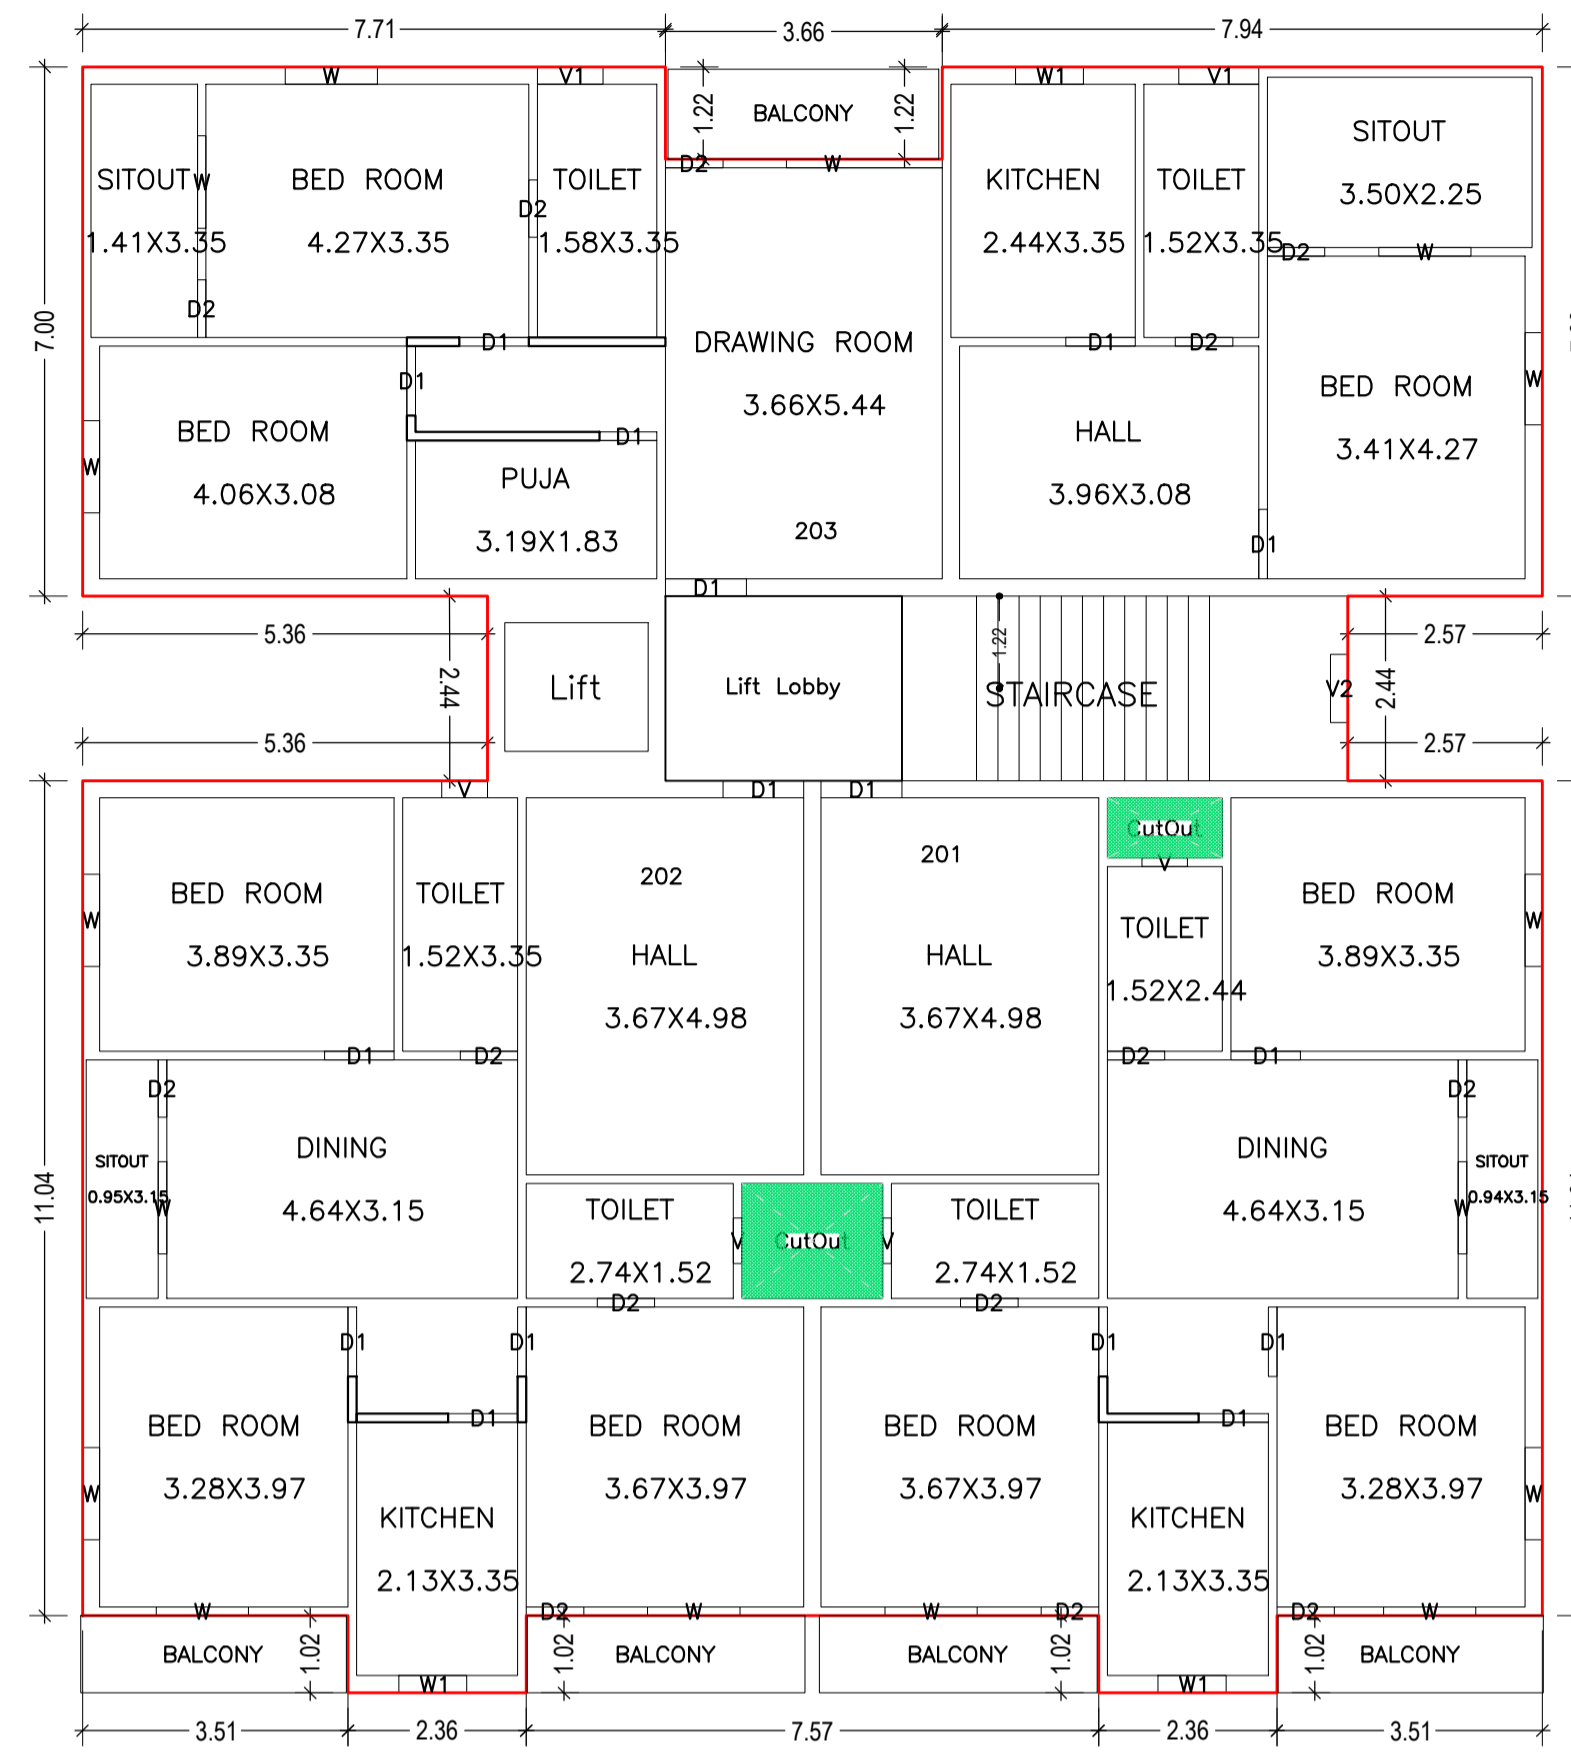 7.71
3.66
7.94
W
V1
W1
V1
1.22
BALCONY
1.22
SITOUT
3.50X2.25
D2
W
SITOUT
1.41X3.35
W
BED ROOM
4.27X3.35
D2
TOILET
1.58X3.35
KITCHEN
2.44X3.35
TOILET
1.52X3.35
D2
W
D2
7.00
D1
DRAWING ROOM
3.66X5.44
203
D1
D2
D1
BED ROOM
3.41X4.27
W
BED ROOM
4.06X3.08
W
D1
PUJA
3.19X1.83
HALL
3.96X3.08
D1
D1
5.36
2.44
5.36
Lift
Lift Lobby
1.22
STAIRCASE
V2
2.57
2.44
2.57
V
D1
D1
CutOut
V
202
201
BED ROOM
3.89X3.35
W
TOILET
1.52X3.35
HALL
3.67X4.98
HALL
3.67X4.98
TOILET
1.52X2.44
BED ROOM
3.89X3.35
W
D1
D2
D2
D1
D2
D2
11.04
SITOUT
0.95X3.15
W
DINING
4.64X3.15
DINING
4.64X3.15
W
SITOUT
0.94X3.15
TOILET
2.74X1.52
V
CutOut
V
TOILET
2.74X1.52
D2
D2
D1
D1
D1
D1
BED ROOM
3.28X3.97
W
D1
BED ROOM
3.67X3.97
BED ROOM
3.67X3.97
D1
BED ROOM
3.28X3.97
W
KITCHEN
2.13X3.35
KITCHEN
2.13X3.35
W
D2
W
W
D2
D2
W
BALCONY
1.02
W1
1.02
BALCONY
BALCONY
1.02
W1
1.02
BALCONY
3.51
2.36
7.57
2.36
3.51